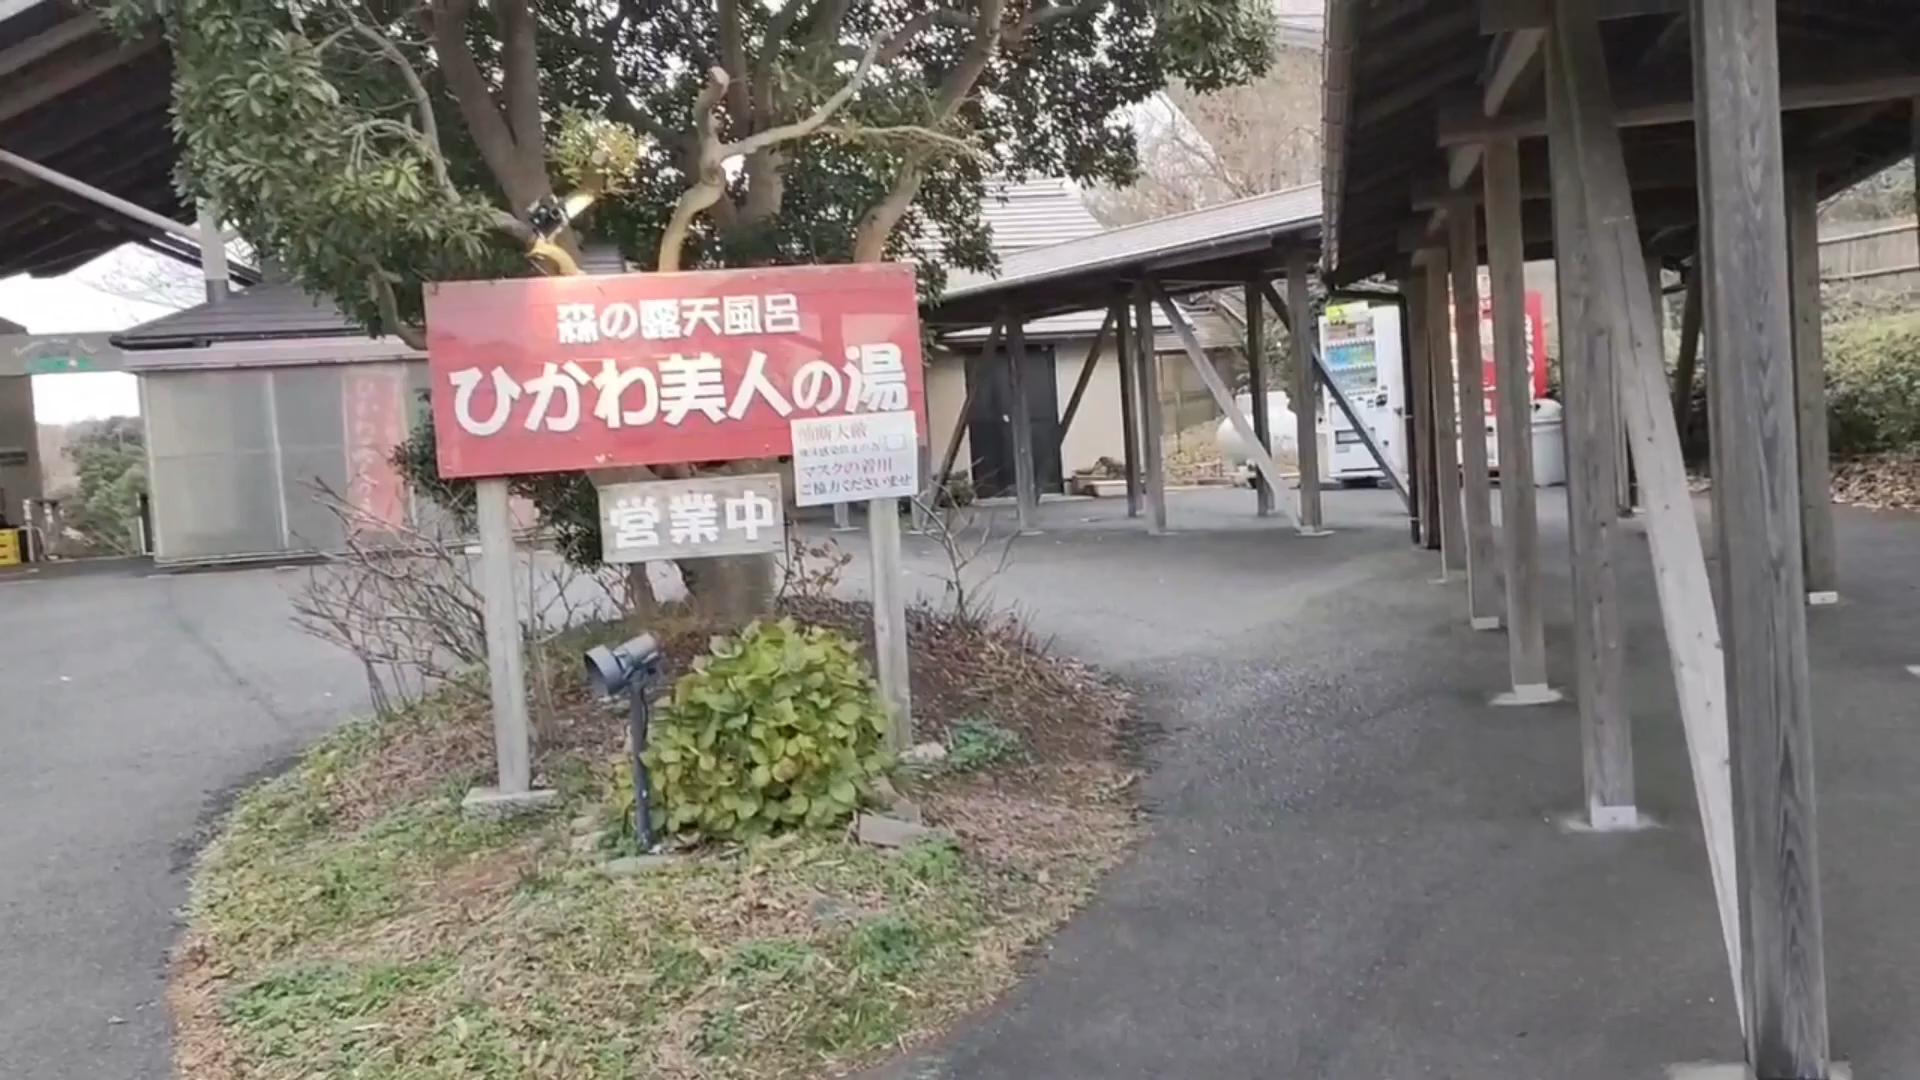 森の露天風呂
ひかわ美人の湯
油断大敵
マスクの着用
ご協力くださいませ
営業中